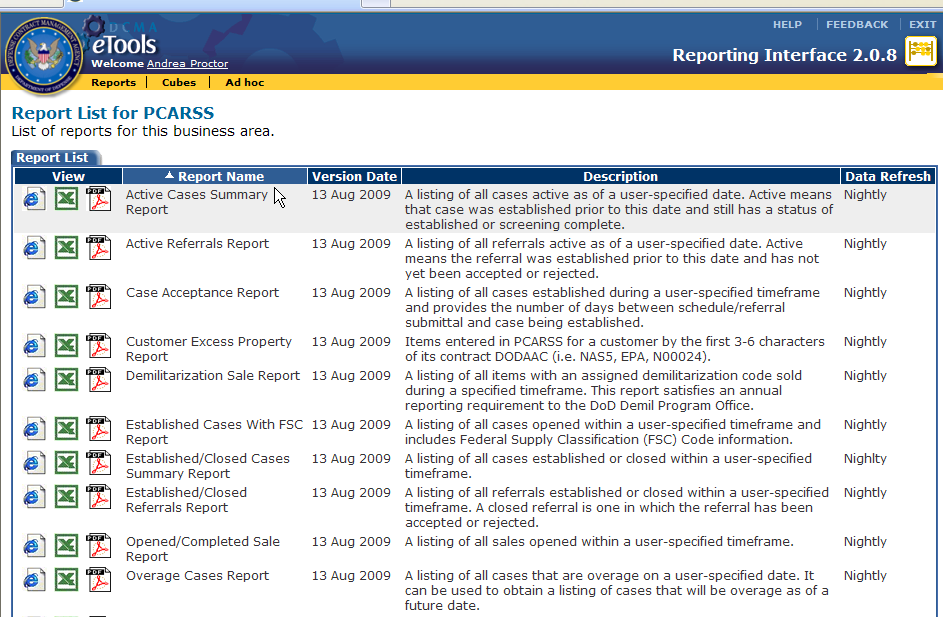 DCMA
eTools
Welcome Andrea Proctor
HELP FEEDBACK EXIT
Reporting Interface 2.0.8
Reports Cubes Ad hoc
Report List for PCARSS
List of reports for this business area.
Report List
View Report Name Version Date Description Data Refresh
Active Cases Summary 13 Aug 2009 A listing of all cases active as of a user-specified date. Active means Nightly
Report that case was established prior to this date and still has a status of
established or screening complete.
Active Referrals Report 13 Aug 2009 A listing of all referrals active as of a user-specified date. Active Nightly
means the referral was established prior to this date and has not
yet been accepted or rejected.
Case Acceptance Report 13 Aug 2009 A listing of all cases established during a user-specified timeframe Nightly
and provides the number of days between schedule/referral
submittal and case being established.
Customer Excess Property 13 Aug 2009 Items entered in PCARSS for a customer by the first 3-6 characters Nightly
Report of its contract DODAAC (i.e. NAS5, EPA, N00024).
Demilitarization Sale Report 13 Aug 2009 A listing of all items with an assigned demilitarization code sold Nightly
during a specified timeframe. This report satisfies an annual
reporting requirement to the DoD Demil Program Office.
Established Cases With FSC 13 Aug 2009 A listing of all cases opened within a user-specified timeframe and Nightly
Report includes Federal Supply Classification (FSC) Code information.
Established/Closed Cases 13 Aug 2009 A listing of all cases established or closed within a user-specified Nighlty
Summary Report timeframe.
Established/Closed 13 Aug 2009 A listing of all referrals established or closed within a user-specified Nightly
Referrals Report timeframe. A closed referral is one in which the referral has been
accepted or rejected.
Opened/Completed Sale 13 Aug 2009 A listing of all sales opened within a user-specified timeframe. Nightly
Report
Overage Cases Report 13 Aug 2009 A listing of all cases that are overage on a user-specified date. It Nightly
can be used to obtain a listing of cases that will be overage as of a
future date.